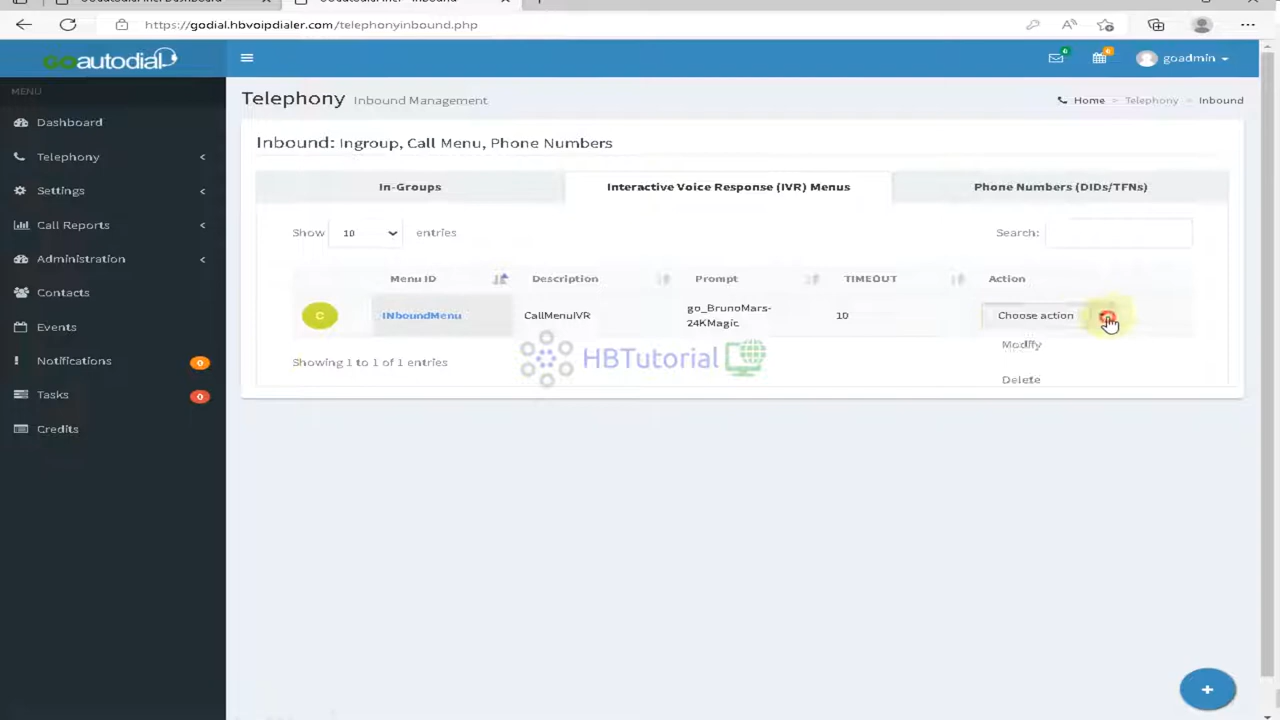 https://godial.hbvoipdialer.com/telephonyinbound.php
GOautodial
goadmin
MENU
Dashboard
Telephony
Settings
Call Reports
Administration
Contacts
Events
Notifications 0
Tasks 0
Credits
Telephony Inbound Management
Home > Telephony > Inbound
Inbound: Ingroup, Call Menu, Phone Numbers
In-Groups
Interactive Voice Response (IVR) Menus
Phone Numbers (DIDs/TFNs)
Show 10 entries
Search:
Menu ID Description Prompt TIMEOUT Action
C INboundMenu CallMenuIVR go_BrunoMars-24KMagic 10 Choose action
Modify
Delete
Showing 1 to 1 of 1 entries
HBTutorial